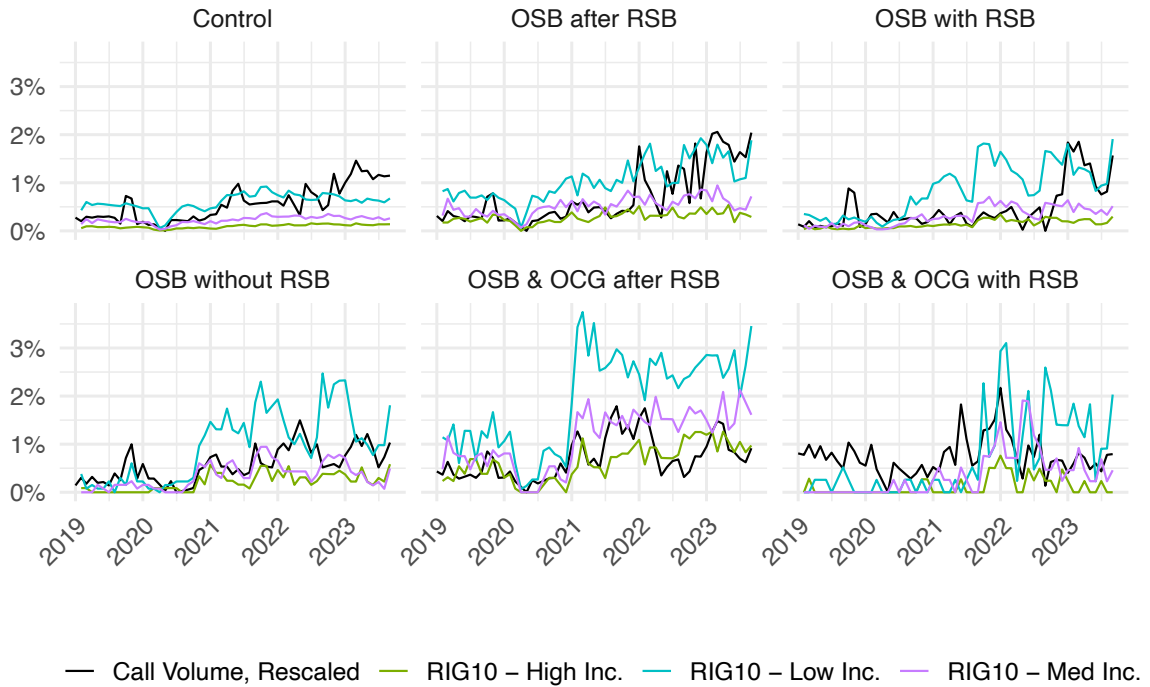 Control OSB after RSB OSB with RSB
3%
2%
1%
0%
OSB without RSB OSB & OCG after RSB OSB & OCG with RSB
3%
2%
1%
0%
2019 2020 2021 2022 2023 2019 2020 2021 2022 2023 2019 2020 2021 2022 2023
Call Volume, Rescaled RIG10 − High Inc. RIG10 − Low Inc. RIG10 − Med Inc.